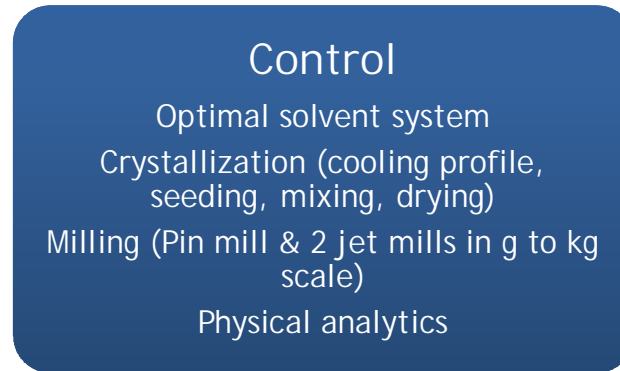 Control
Optimal solvent system
Crystallization (cooling profile,
seeding, mixing, drying)
Milling (Pin mill & 2 jet mills in g to kg
scale)
Physical analytics